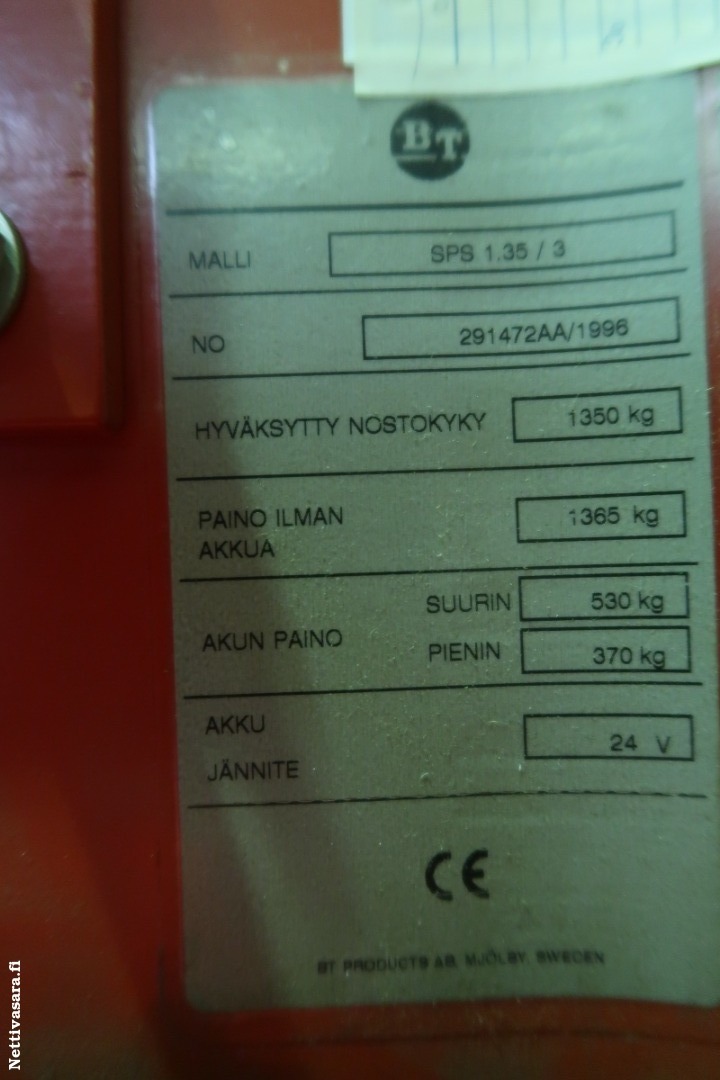 BT
MALLI SPS 1.35 / 3
NO 291472AA/1996
HYVÄKSYTTY NOSTOKYKY 1350 kg
PAINO ILMAN 1365 kg
AKKUA
SUURIN 530 kg
AKUN PAINO
PIENIN 370 kg
AKKU
24 V
JÄNNITE
CE
BT PRODUCTS AB, MJÖLBY, SWEDEN
Nettivasara.fi